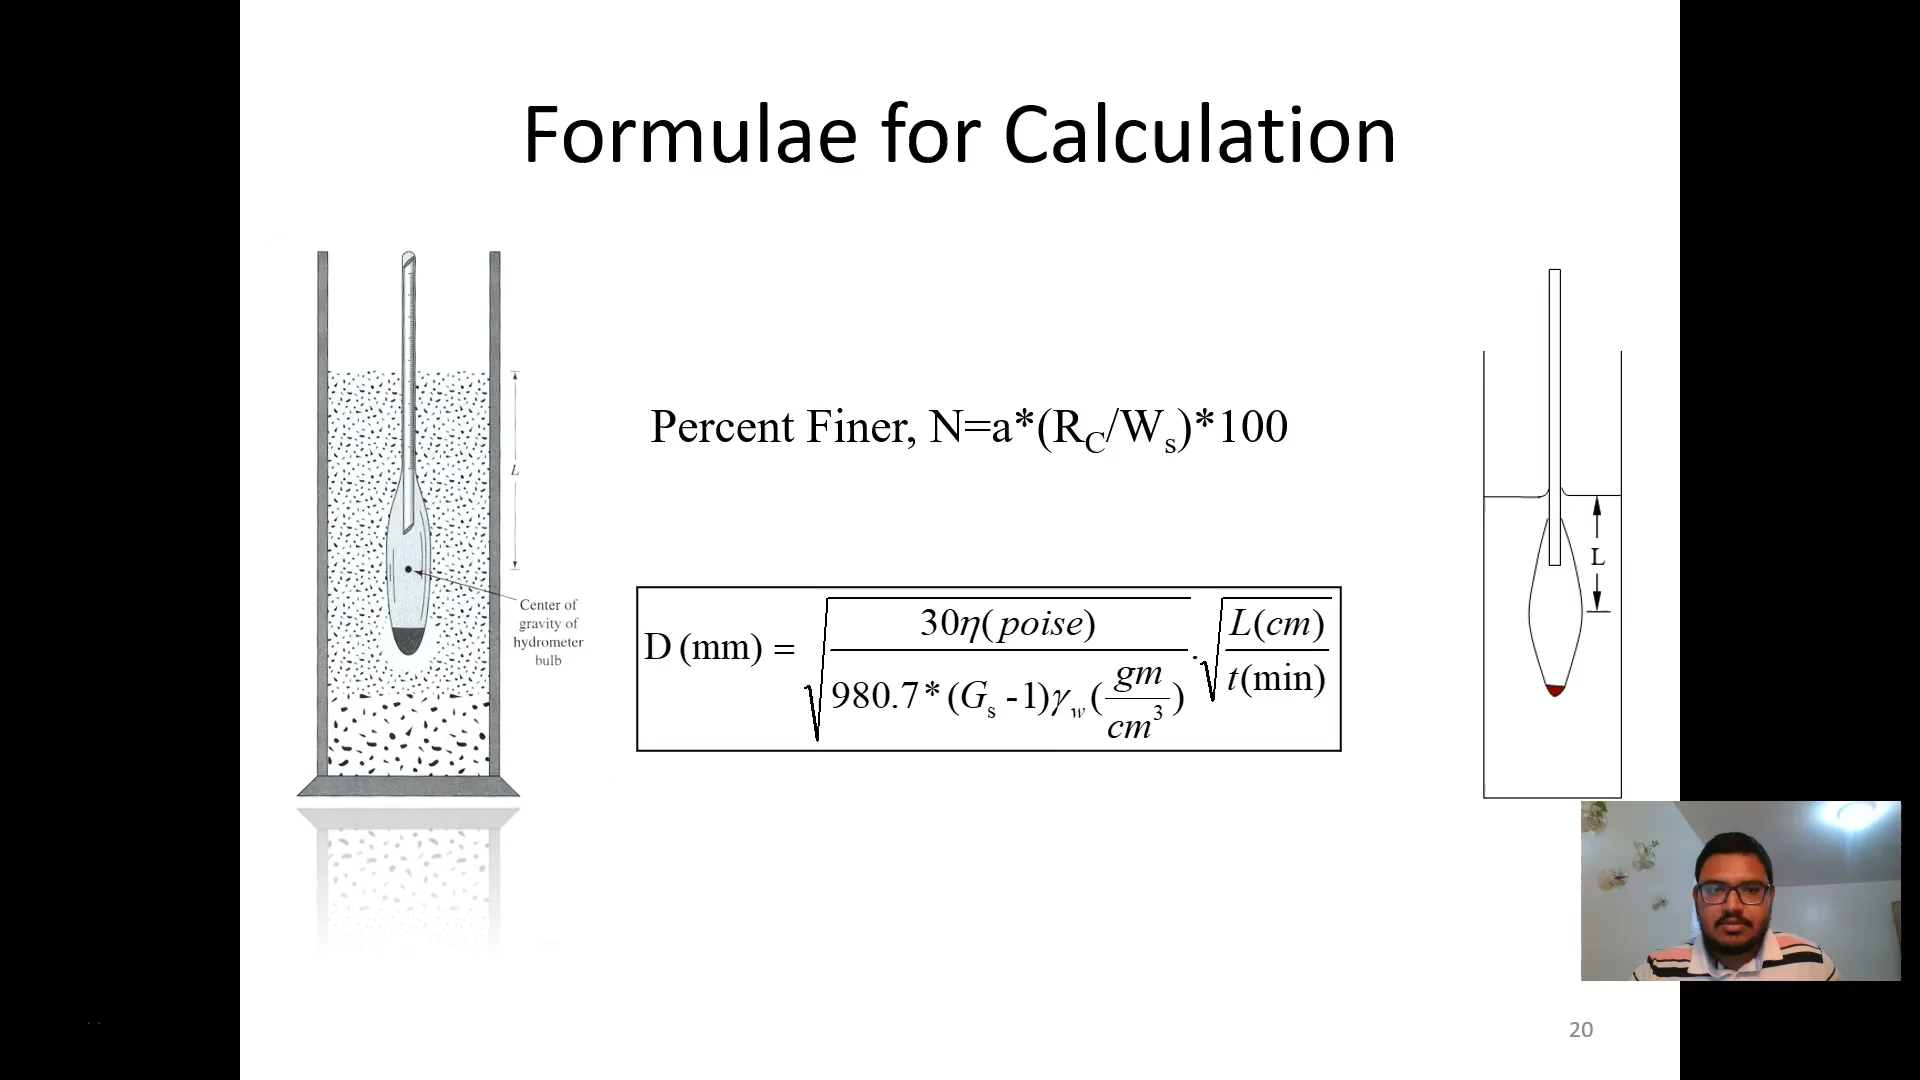 Formulae for Calculation
L
Center of
gravity of
hydrometer
bulb
Percent Finer, N=a*(R_C/W_s)*100
D (mm) = √(30η(poise) / 980.7*(G_s -1)γ_w(gm/cm³)) . √(L(cm) / t(min))
L
20